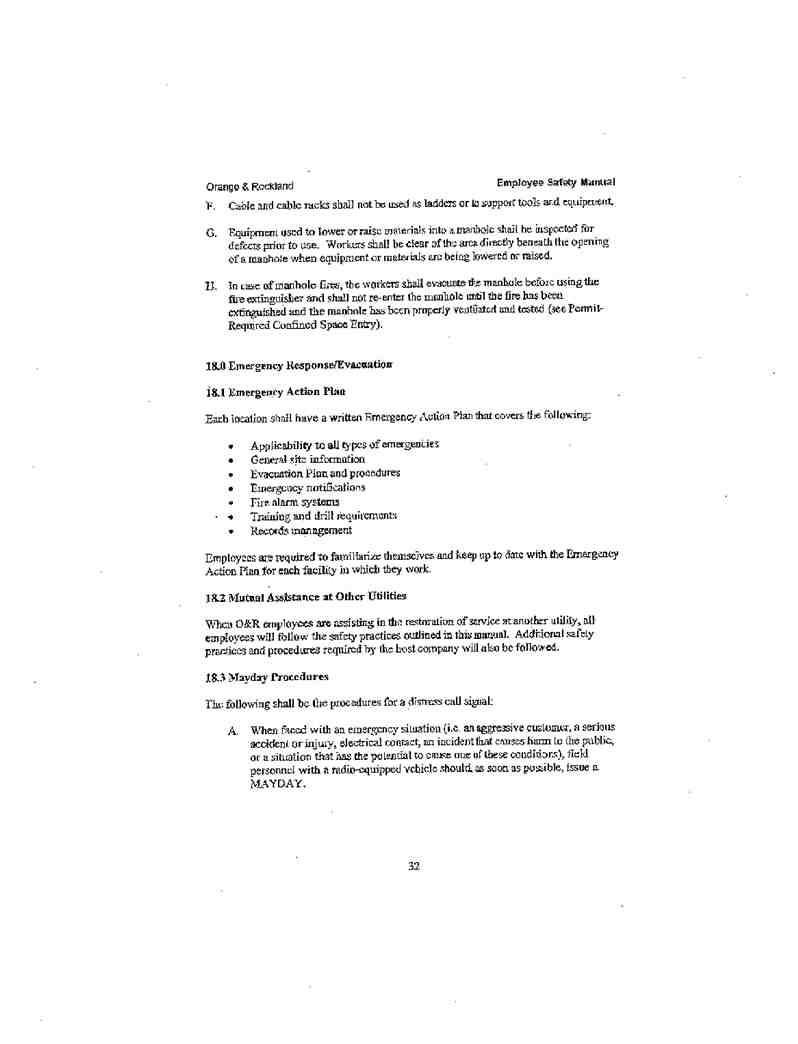 Orange & Rockland
Employee Safety Manual
F. Cable and cable racks shall not be used as ladders or to support tools and equipment.
G. Equipment used to lower or raise materials into a manhole shall be inspected for
defects prior to use. Workers shall be clear of the area directly beneath the opening
of a manhole when equipment or materials are being lowered or raised.
H. In case of manhole fires, the workers shall evacuate the manhole before using the
fire extinguisher and shall not re-enter the manhole until the fire has been
extinguished and the manhole has been properly ventilated and tested (see Permit-
Required Confined Space Entry).
18.0 Emergency Response/Evacuation
18.1 Emergency Action Plan
Each location shall have a written Emergency Action Plan that covers the following:
• Applicability to all types of emergencies
• General site information
• Evacuation Plan and procedures
• Emergency notifications
• Fire alarm systems
• Training and drill requirements
• Records management
Employees are required to familiarize themselves and keep up to date with the Emergency
Action Plan for each facility in which they work.
18.2 Mutual Assistance at Other Utilities
When O&R employees are assisting in the restoration of service at another utility, all
employees will follow the safety practices outlined in this manual. Additional safety
practices and procedures required by the host company will also be followed.
18.3 Mayday Procedures
The following shall be the procedures for a distress call signal:
A. When faced with an emergency situation (i.e. an aggressive customer, a serious
accident or injury, electrical contact, an incident that causes harm to the public,
or a situation that has the potential to cause one of these conditions), field
personnel with a radio-equipped vehicle should, as soon as possible, issue a
MAYDAY.
32